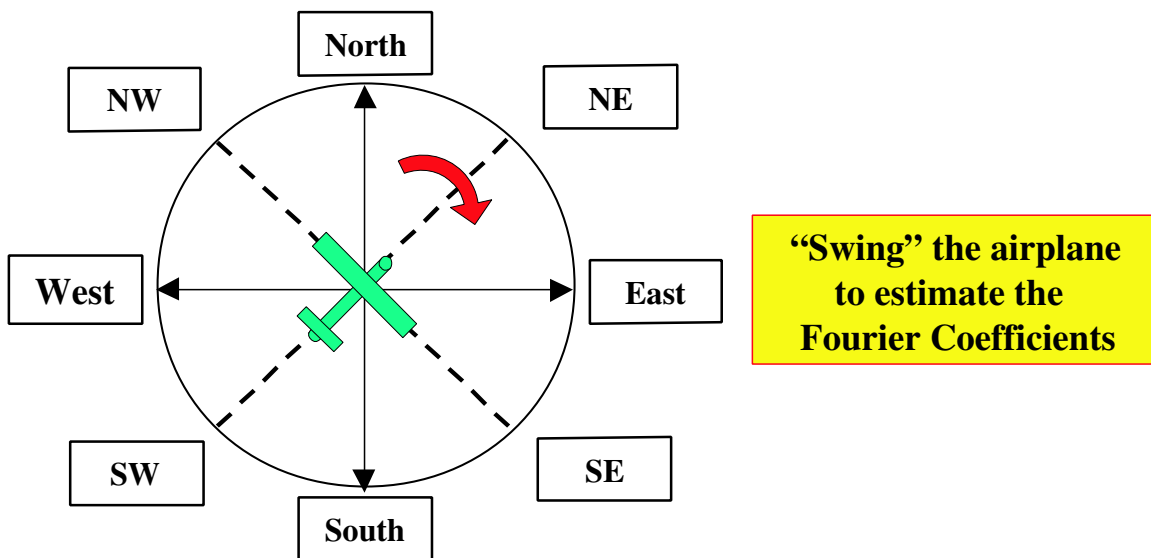 North
NW
NE
West
East
SW
SE
South
“Swing” the airplane
to estimate the
Fourier Coefficients